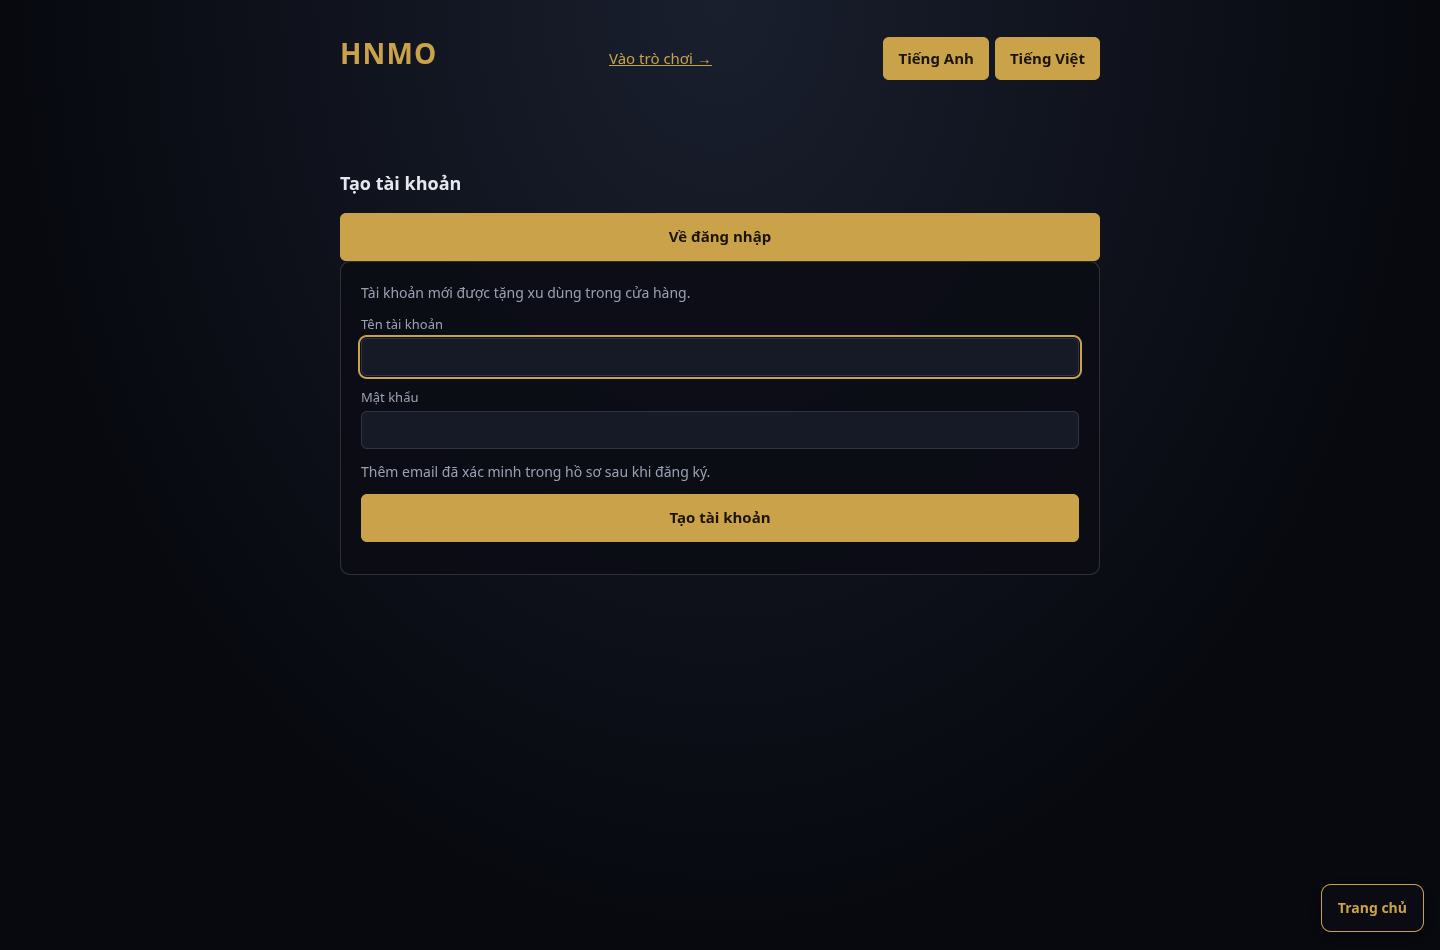 HNMO
Vào trò chơi →
Tiếng Anh
Tiếng Việt
Tạo tài khoản
Về đăng nhập
Tài khoản mới được tặng xu dùng trong cửa hàng.
Tên tài khoản
Mật khẩu
Thêm email đã xác minh trong hồ sơ sau khi đăng ký.
Tạo tài khoản
Trang chủ